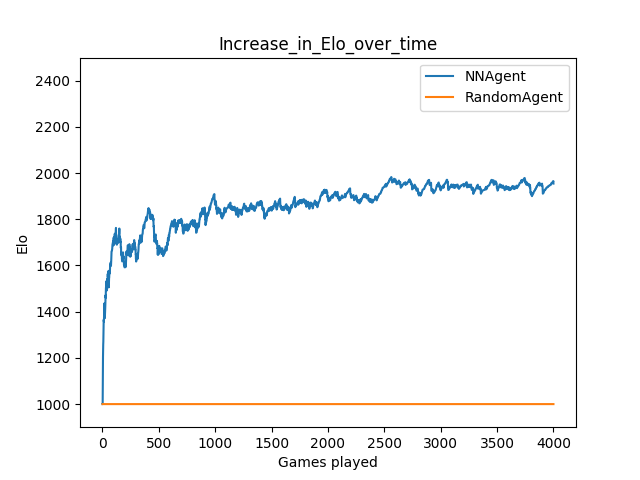 Increase_in_Elo_over_time
NNAgent
RandomAgent
2400
2200
2000
1800
1600
1400
1200
1000
Elo
0 500 1000 1500 2000 2500 3000 3500 4000
Games played